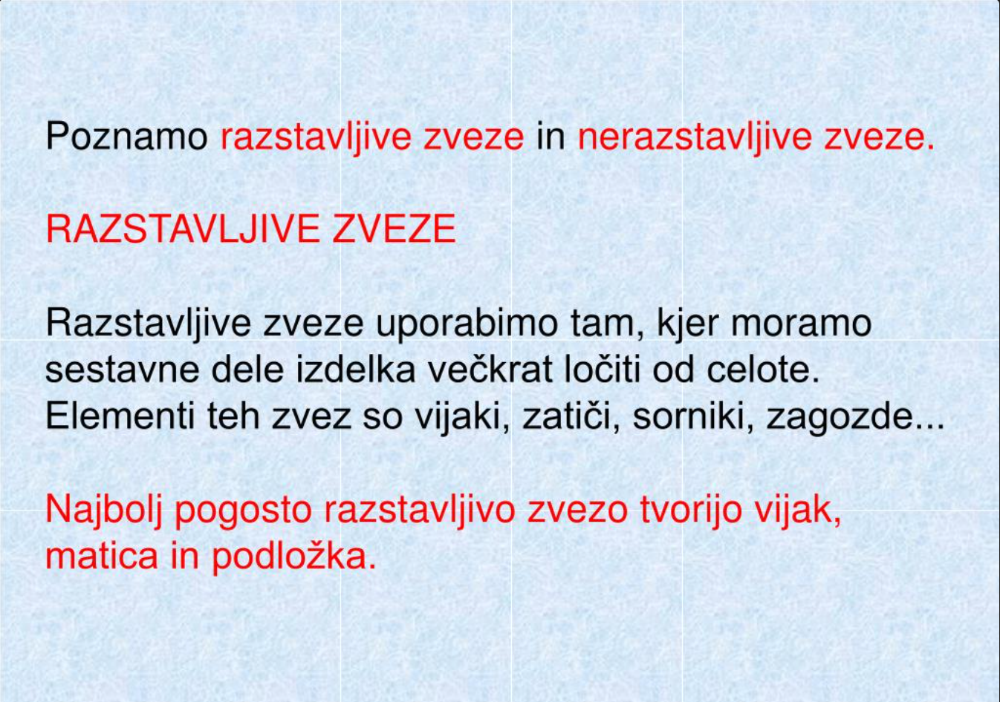 Poznamo razstavljive zveze in nerazstavljive zveze.
RAZSTAVLJIVE ZVEZE
Razstavljive zveze uporabimo tam, kjer moramo
sestavne dele izdelka večkrat ločiti od celote.
Elementi teh zvez so vijaki, zatiči, sorniki, zagozde...
Najbolj pogosto razstavljivo zvezo tvorijo vijak,
matica in podložka.